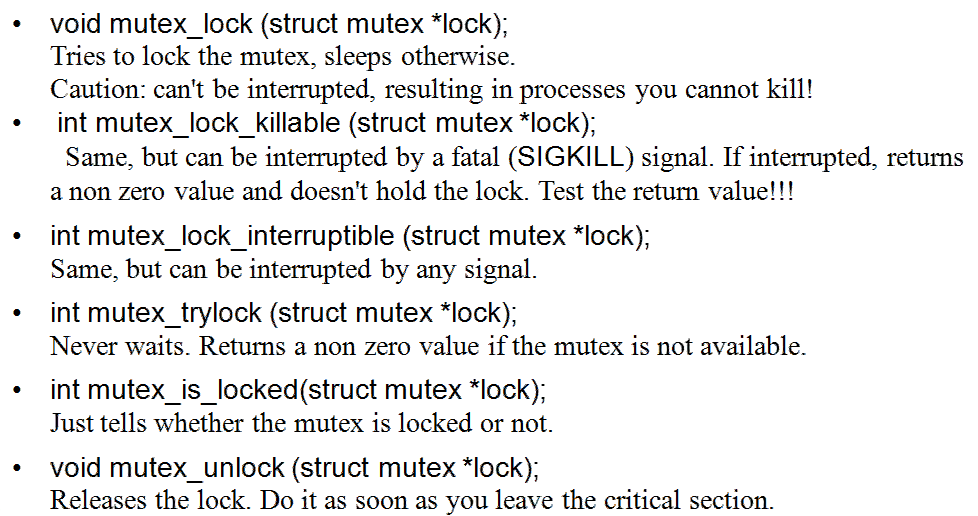 • void mutex_lock (struct mutex *lock);
Tries to lock the mutex, sleeps otherwise.
Caution: can't be interrupted, resulting in processes you cannot kill!
• int mutex_lock_killable (struct mutex *lock);
Same, but can be interrupted by a fatal (SIGKILL) signal. If interrupted, returns
a non zero value and doesn't hold the lock. Test the return value!!!
• int mutex_lock_interruptible (struct mutex *lock);
Same, but can be interrupted by any signal.
• int mutex_trylock (struct mutex *lock);
Never waits. Returns a non zero value if the mutex is not available.
• int mutex_is_locked(struct mutex *lock);
Just tells whether the mutex is locked or not.
• void mutex_unlock (struct mutex *lock);
Releases the lock. Do it as soon as you leave the critical section.